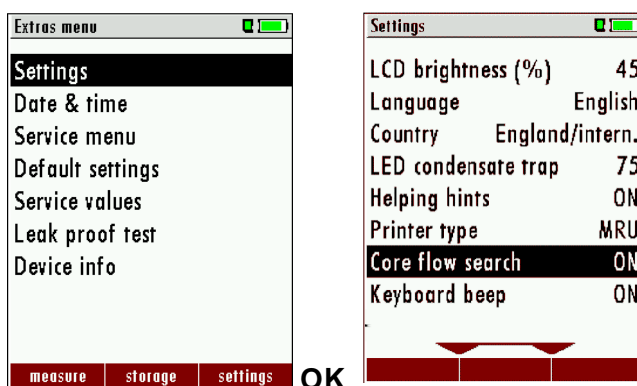 Extras menu
Settings
Date & time
Service menu
Default settings
Service values
Leak proof test
Device info
measure storage settings
OK
Settings
LCD brightness (%) 45
Language English
Country England/intern.
LED condensate trap 75
Helping hints ON
Printer type MRU
Core flow search ON
Keyboard beep ON